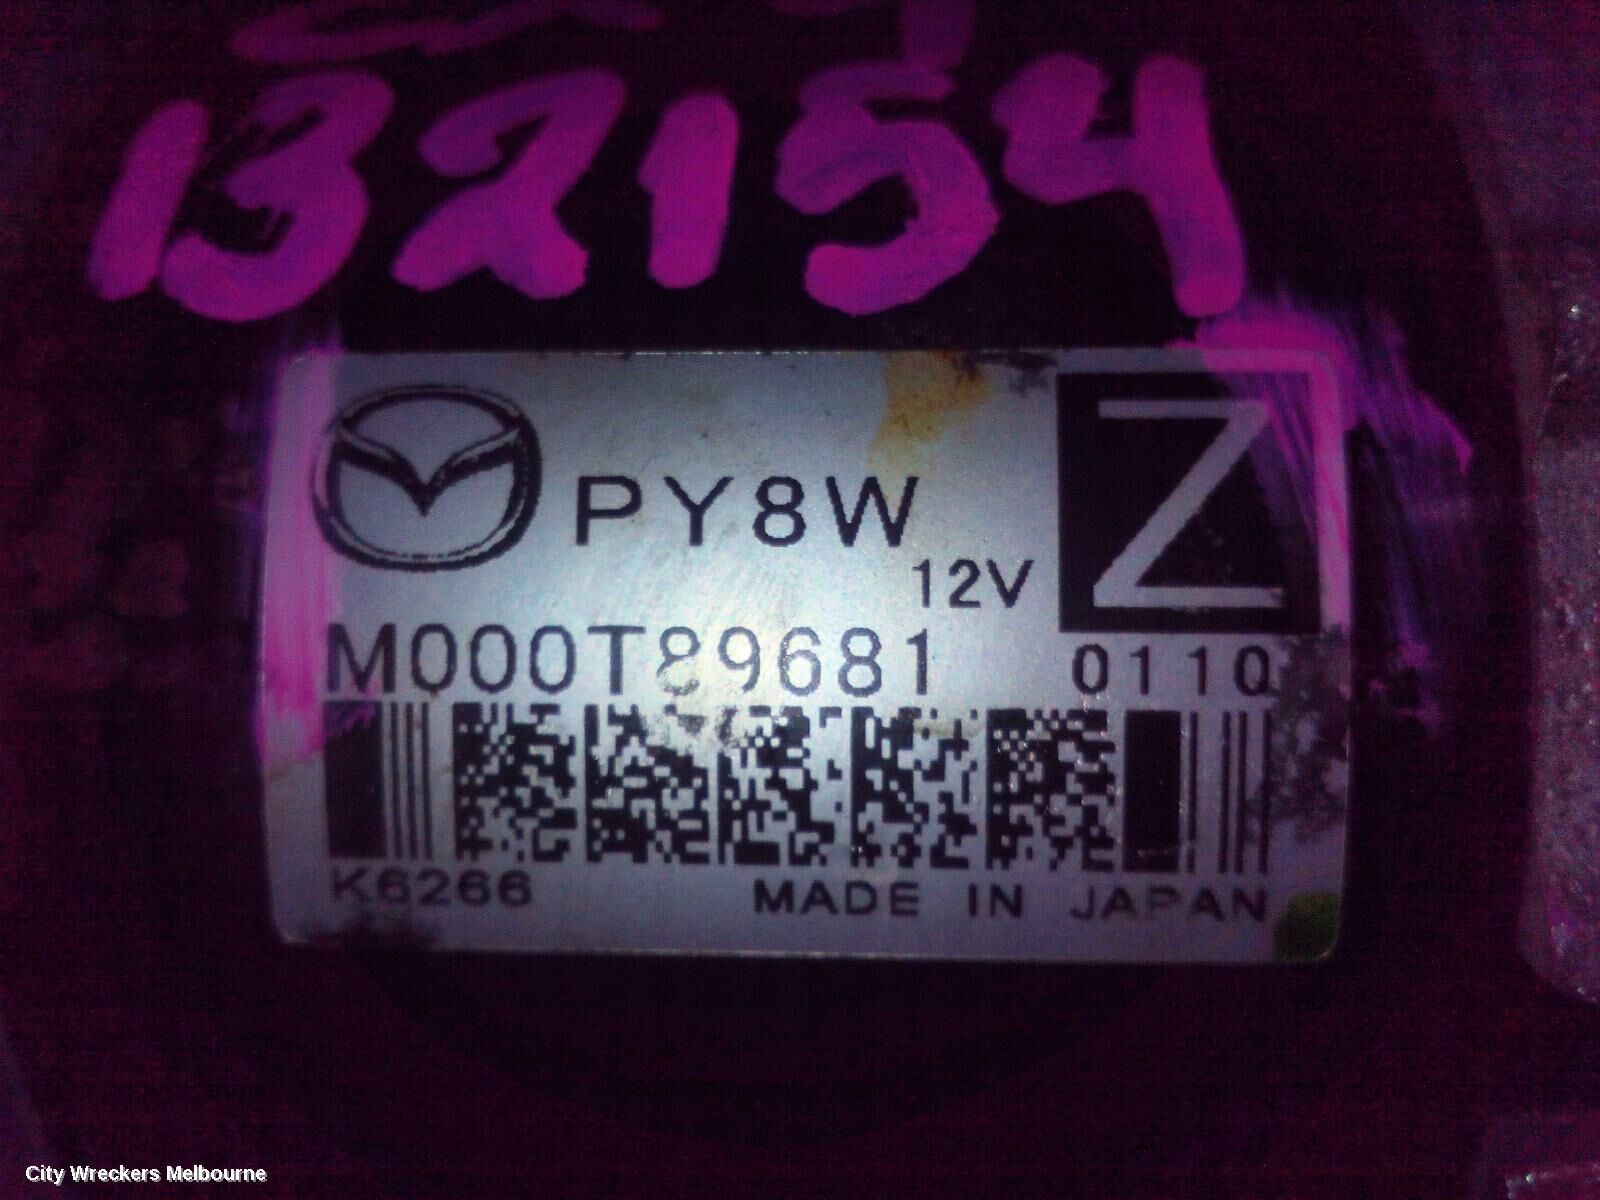 132154
PY8W
Z
12V
M000T89681 0110
K6266 MADE IN JAPAN
City Wreckers Melbourne